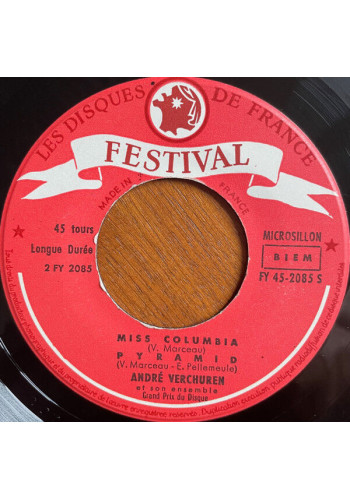 LES DISQUES DE FRANCE
FESTIVAL
MADE IN FRANCE
45 tours
Longue Durée
2 FY 2085
MICROSILLON
BIEM
FY 45-2085 S
MISS COLUMBIA
(V. Marceau)
PYRAMID
(V. Marceau - E. Pellemeule)
ANDRÉ VERCHUREN
et son ensemble
Grand Prix du Disque